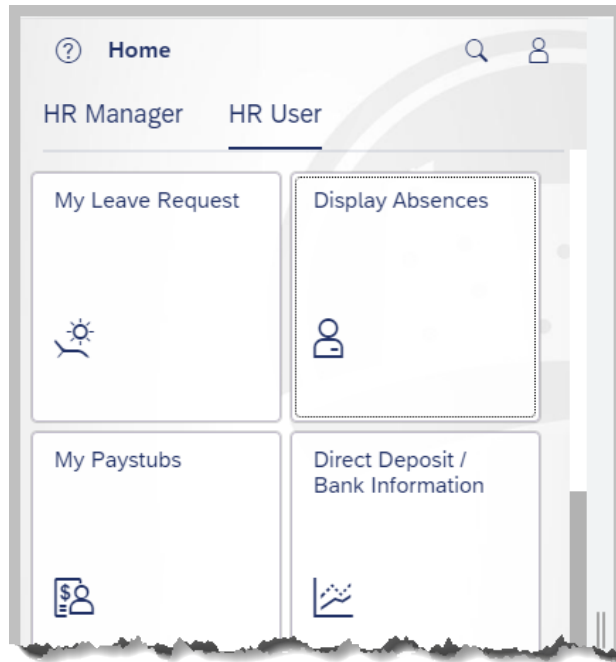 Home
HR Manager HR User
My Leave Request
Display Absences
My Paystubs
Direct Deposit /
Bank Information